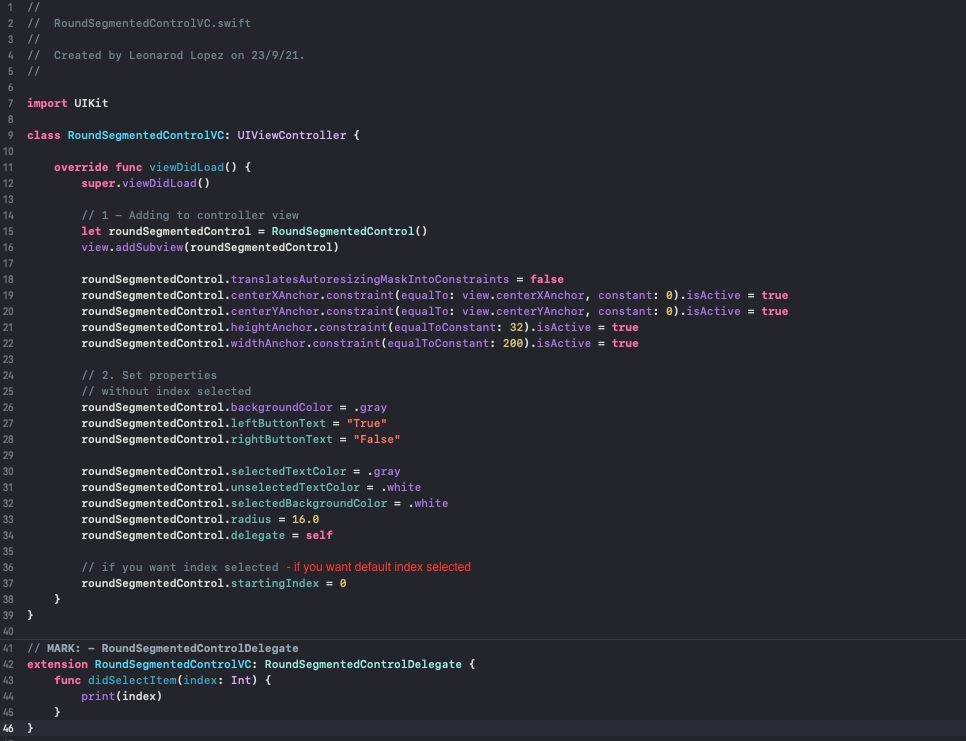 1 //
2 //  RoundSegmentedControlVC.swift
3 //
4 //  Created by Leonarod Lopez on 23/9/21.
5 //
6
7 import UIKit
8
9 class RoundSegmentedControlVC: UIViewController {
10
11     override func viewDidLoad() {
12         super.viewDidLoad()
13
14         // 1 - Adding to controller view
15         let roundSegmentedControl = RoundSegmentedControl()
16         view.addSubview(roundSegmentedControl)
17
18         roundSegmentedControl.translatesAutoresizingMaskIntoConstraints = false
19         roundSegmentedControl.centerXAnchor.constraint(equalTo: view.centerXAnchor, constant: 0).isActive = true
20         roundSegmentedControl.centerYAnchor.constraint(equalTo: view.centerYAnchor, constant: 0).isActive = true
21         roundSegmentedControl.heightAnchor.constraint(equalToConstant: 32).isActive = true
22         roundSegmentedControl.widthAnchor.constraint(equalToConstant: 200).isActive = true
23
24         // 2. Set properties
25         // without index selected
26         roundSegmentedControl.backgroundColor = .gray
27         roundSegmentedControl.leftButtonText = "True"
28         roundSegmentedControl.rightButtonText = "False"
29
30         roundSegmentedControl.selectedTextColor = .gray
31         roundSegmentedControl.unselectedTextColor = .white
32         roundSegmentedControl.selectedBackgroundColor = .white
33         roundSegmentedControl.radius = 16.0
34         roundSegmentedControl.delegate = self
35
36         // if you want index selected - if you want default index selected
37         roundSegmentedControl.startingIndex = 0
38     }
39 }
40
41 // MARK: - RoundSegmentedControlDelegate
42 extension RoundSegmentedControlVC: RoundSegmentedControlDelegate {
43     func didSelectItem(index: Int) {
44         print(index)
45     }
46 }